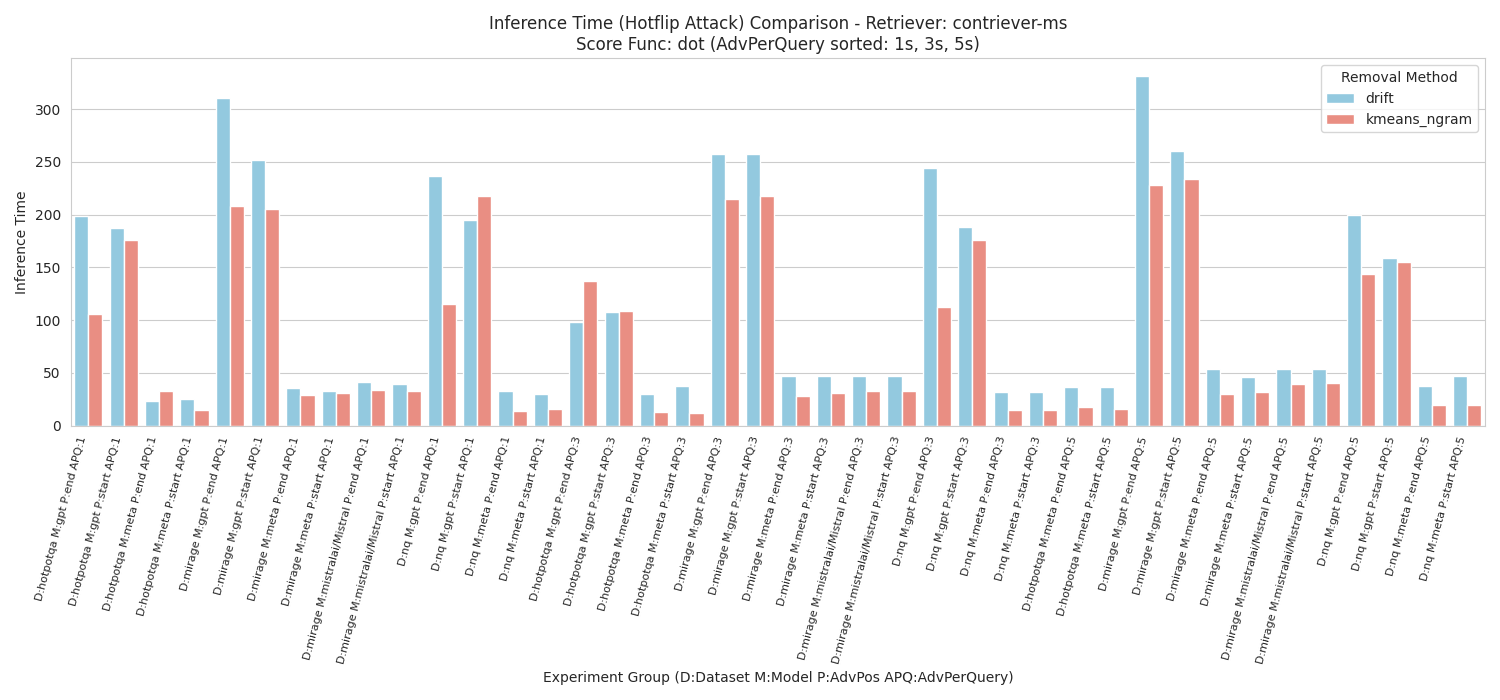 Inference Time (Hotflip Attack) Comparison - Retriever: contriever-ms
Score Func: dot (AdvPerQuery sorted: 1s, 3s, 5s)
Removal Method
drift
kmeans_ngram
Inference Time
300
250
200
150
100
50
0
D:hotpotqa M:gpt P:end APQ:1
D:hotpotqa M:gpt P:start APQ:1
D:hotpotqa M:meta P:end APQ:1
D:hotpotqa M:meta P:start APQ:1
D:mirage M:gpt P:end APQ:1
D:mirage M:gpt P:start APQ:1
D:mirage M:meta P:end APQ:1
D:mirage M:meta P:start APQ:1
D:mirage M:mistralai/Mistral P:end APQ:1
D:mirage M:mistralai/Mistral P:start APQ:1
D:nq M:gpt P:end APQ:1
D:nq M:gpt P:start APQ:1
D:nq M:meta P:end APQ:1
D:nq M:meta P:start APQ:1
D:hotpotqa M:gpt P:end APQ:3
D:hotpotqa M:gpt P:start APQ:3
D:hotpotqa M:meta P:end APQ:3
D:hotpotqa M:meta P:start APQ:3
D:mirage M:gpt P:end APQ:3
D:mirage M:gpt P:start APQ:3
D:mirage M:meta P:end APQ:3
D:mirage M:meta P:start APQ:3
D:mirage M:mistralai/Mistral P:end APQ:3
D:mirage M:mistralai/Mistral P:start APQ:3
D:nq M:gpt P:end APQ:3
D:nq M:gpt P:start APQ:3
D:nq M:meta P:end APQ:3
D:nq M:meta P:start APQ:3
D:hotpotqa M:meta P:end APQ:5
D:hotpotqa M:meta P:start APQ:5
D:mirage M:gpt P:end APQ:5
D:mirage M:gpt P:start APQ:5
D:mirage M:meta P:end APQ:5
D:mirage M:meta P:start APQ:5
D:mirage M:mistralai/Mistral P:end APQ:5
D:mirage M:mistralai/Mistral P:start APQ:5
D:nq M:gpt P:end APQ:5
D:nq M:gpt P:start APQ:5
D:nq M:meta P:end APQ:5
D:nq M:meta P:start APQ:5
Experiment Group (D:Dataset M:Model P:AdvPos APQ:AdvPerQuery)